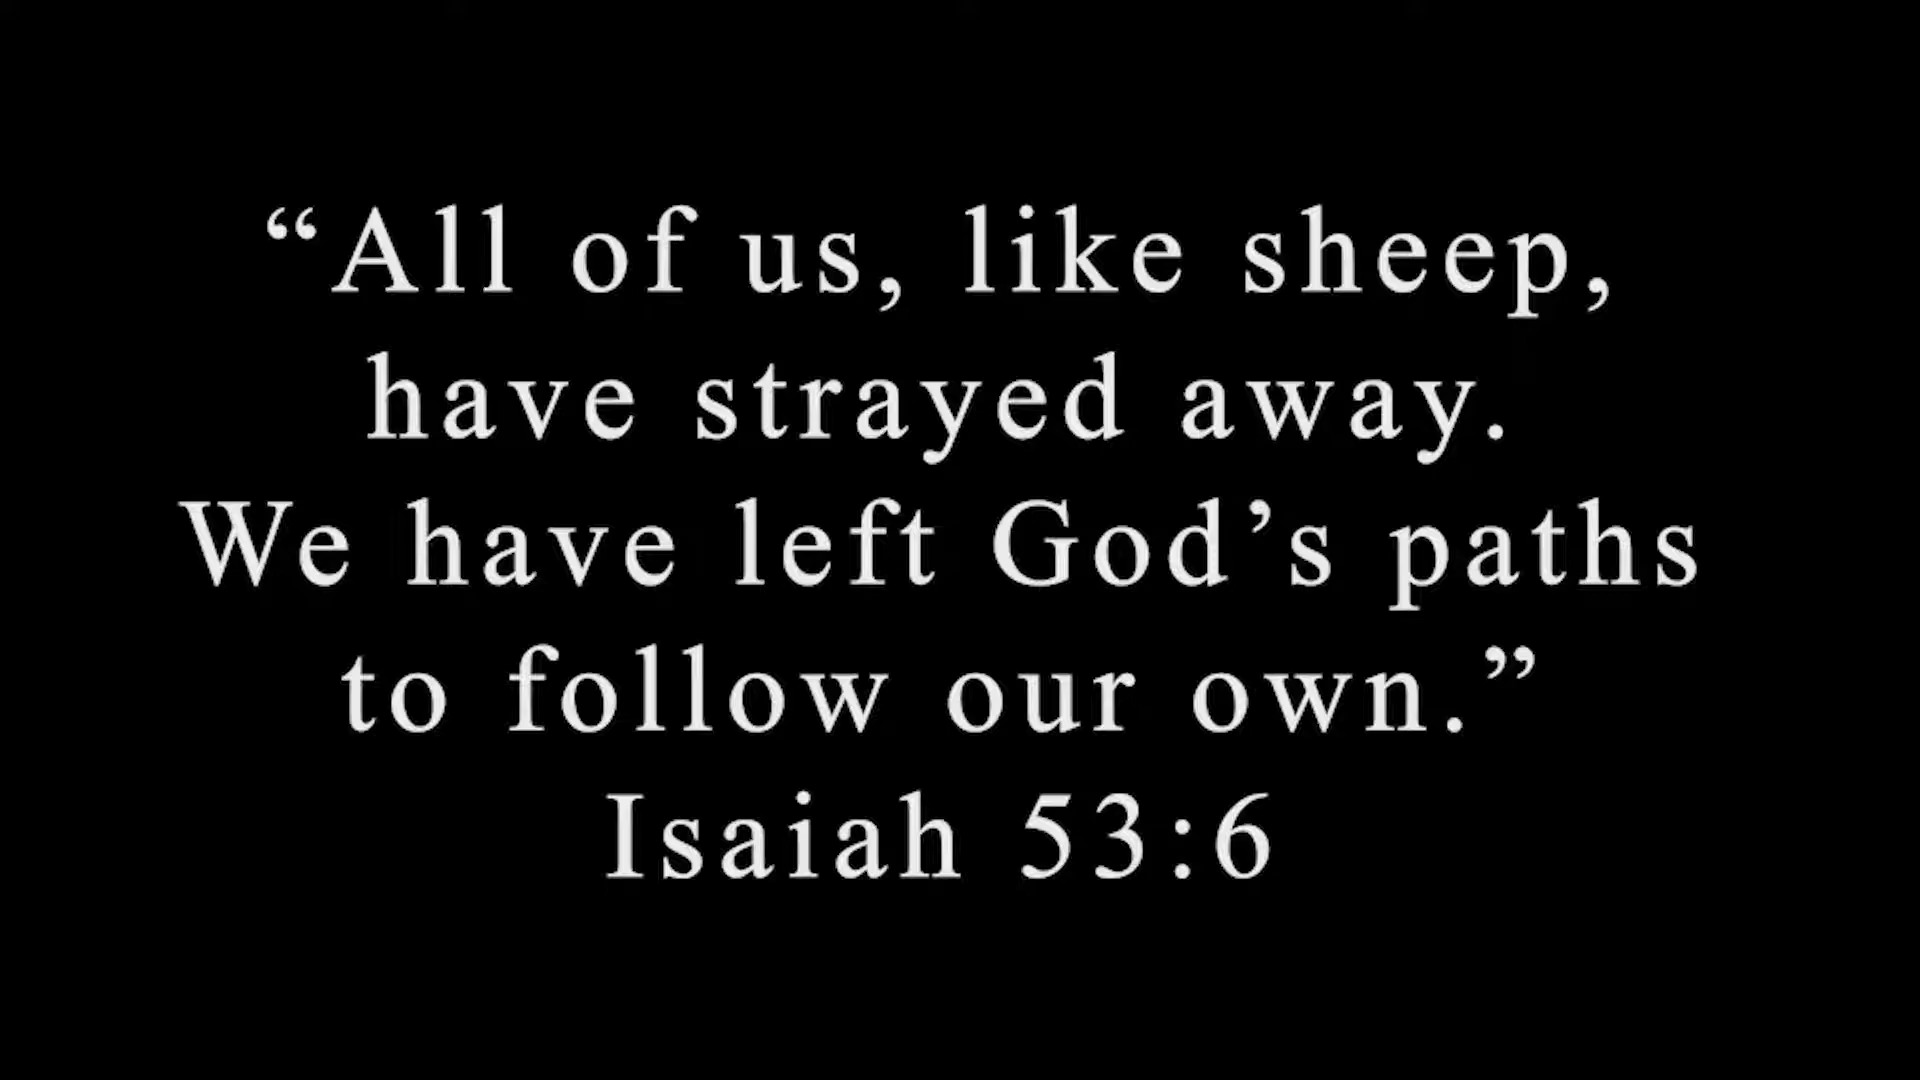 “All of us, like sheep,
have strayed away.
We have left God’s paths
to follow our own.”
Isaiah 53:6